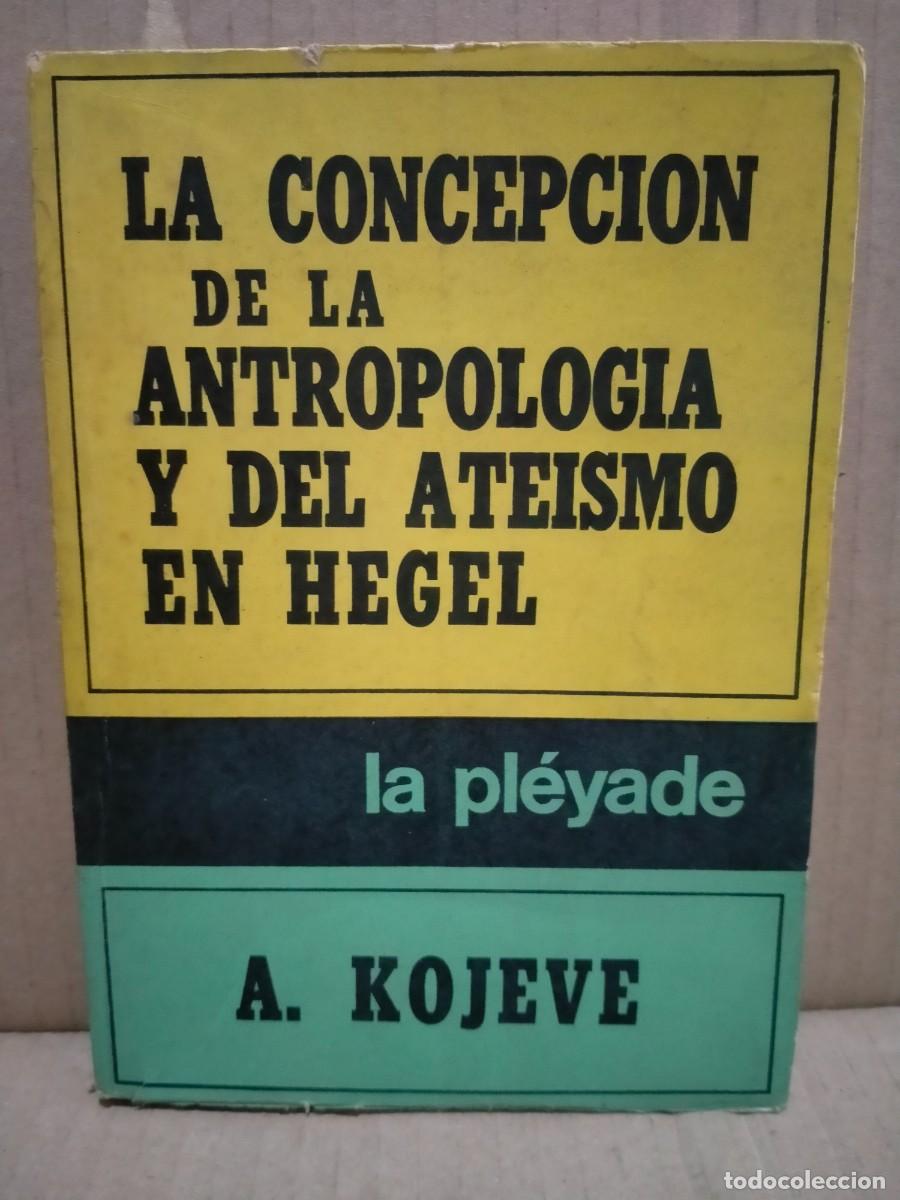 LA CONCEPCION
DE LA
ANTROPOLOGIA
Y DEL ATEISMO
EN HEGEL
la pléyade
A. KOJEVE
todocoleccion